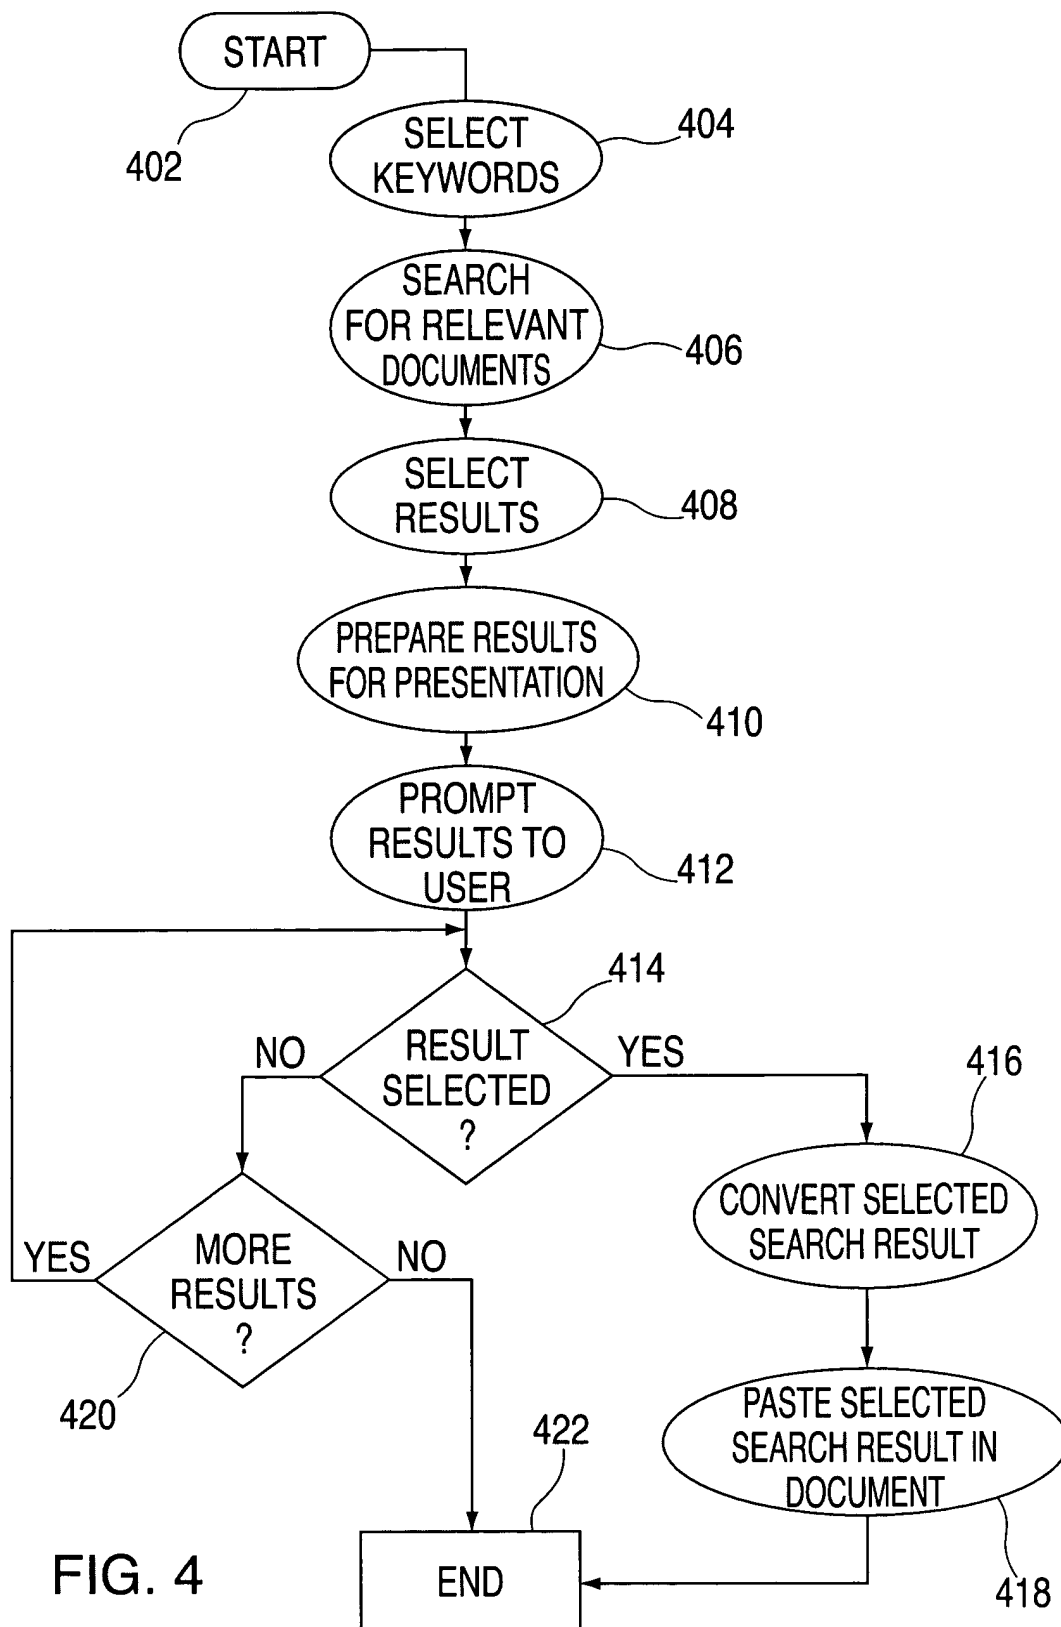 START
402
SELECT
KEYWORDS
404
SEARCH
FOR RELEVANT
DOCUMENTS
406
SELECT
RESULTS
408
PREPARE RESULTS
FOR PRESENTATION
410
PROMPT
RESULTS TO
USER
412
414
RESULT
SELECTED
?
NO
YES
416
CONVERT SELECTED
SEARCH RESULT
MORE
RESULTS
?
YES
NO
420
PASTE SELECTED
SEARCH RESULT IN
DOCUMENT
418
422
END
FIG. 4